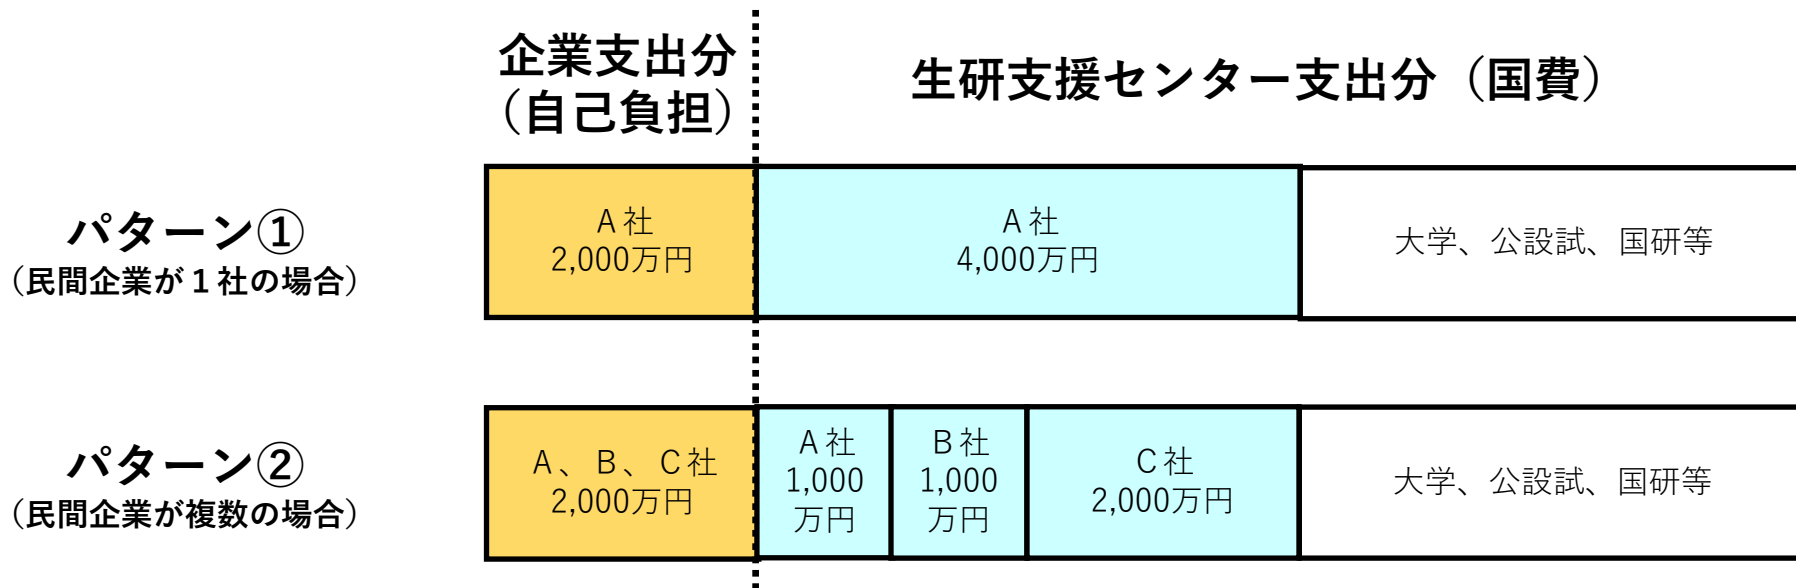 企業支出分
（自己負担）
生研支援センター支出分（国費）
パターン①
（民間企業が１社の場合）
Ａ社
2,000万円
Ａ社
4,000万円
大学、公設試、国研等
パターン②
（民間企業が複数の場合）
Ａ、Ｂ、Ｃ社
2,000万円
Ａ社
1,000
万円
Ｂ社
1,000
万円
Ｃ社
2,000万円
大学、公設試、国研等